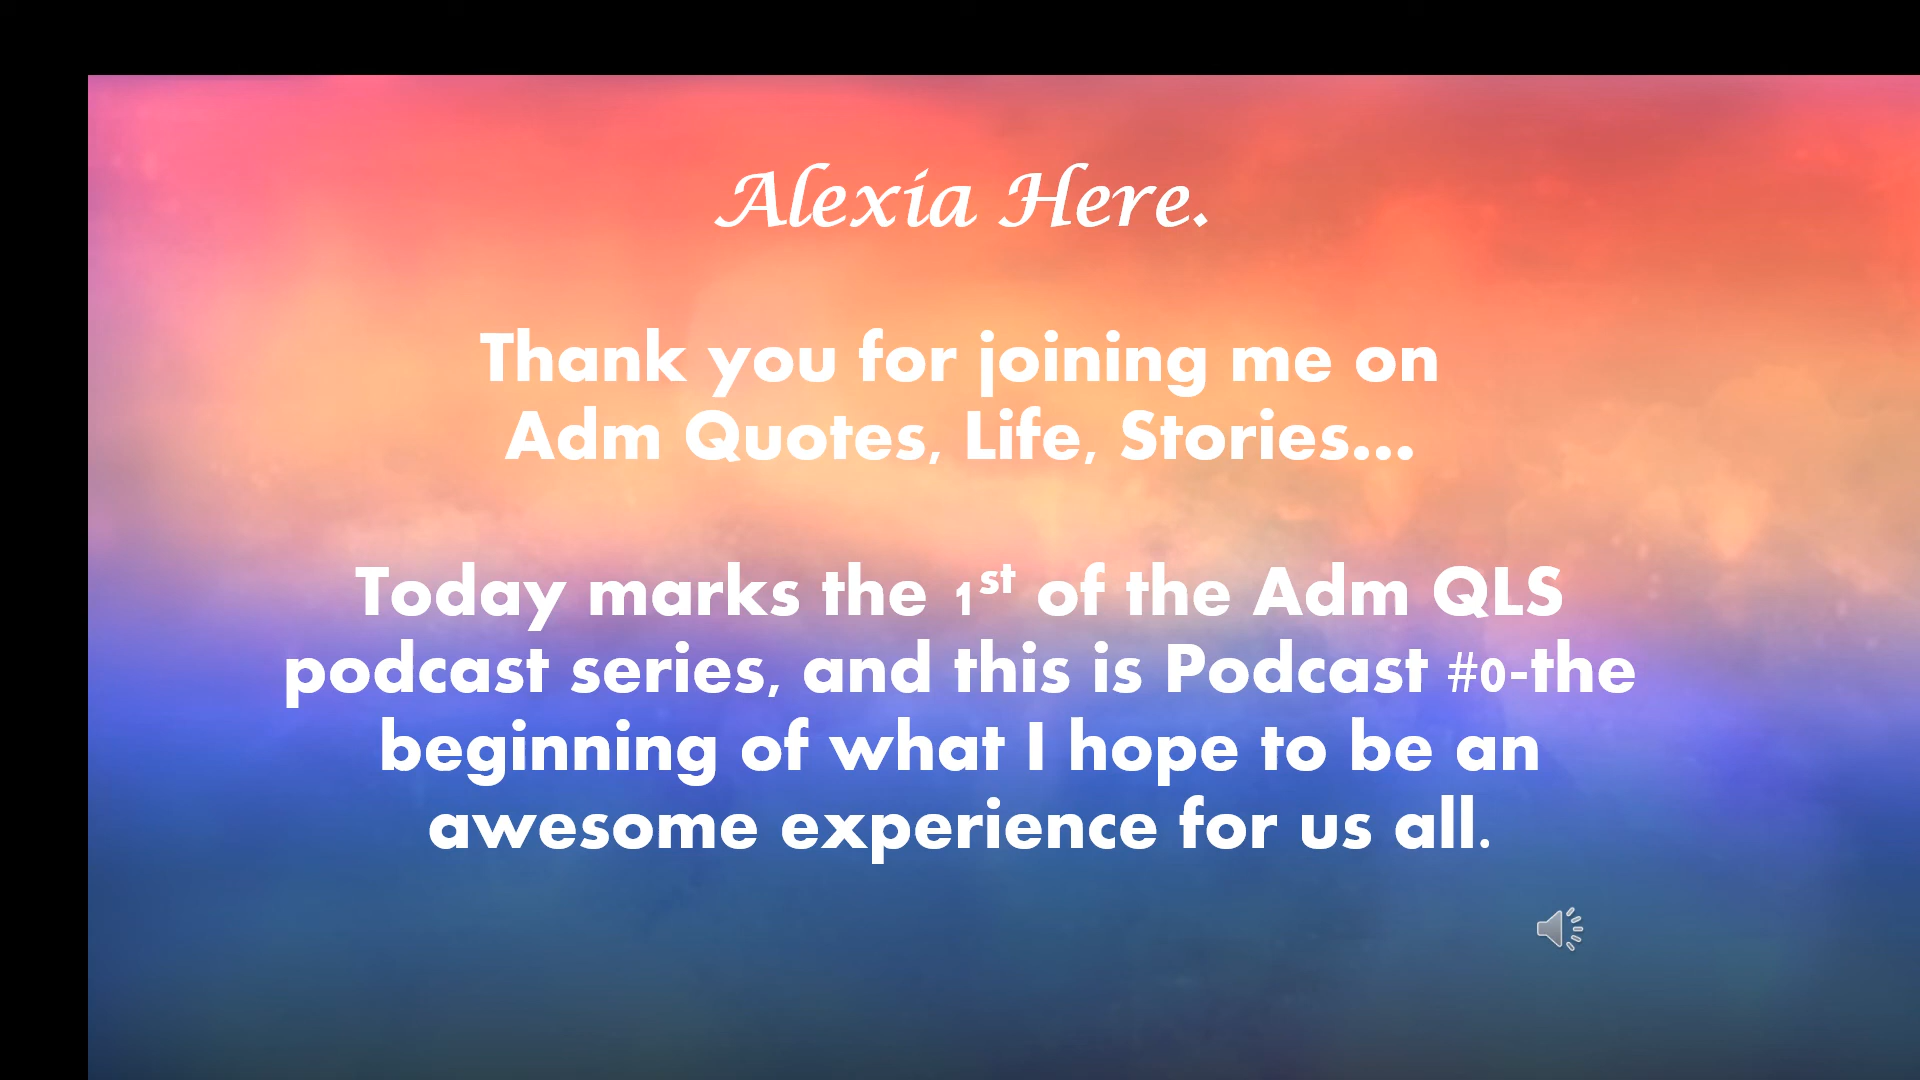 Alexia Here.
Thank you for joining me on
Adm Quotes, Life, Stories...
Today marks the 1st of the Adm QLS
podcast series, and this is Podcast #0-the
beginning of what I hope to be an
awesome experience for us all.